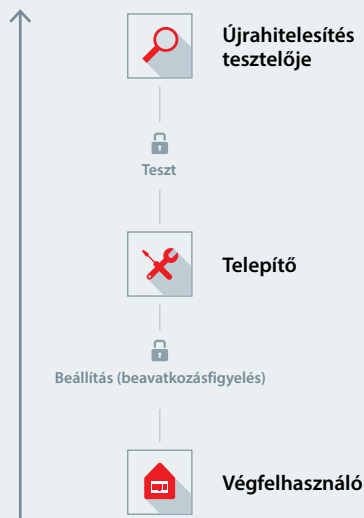 Újrahitelesítés
tesztelője
Teszt
Telepítő
Beállítás (beavatkozásfigyelés)
Végfelhasználó